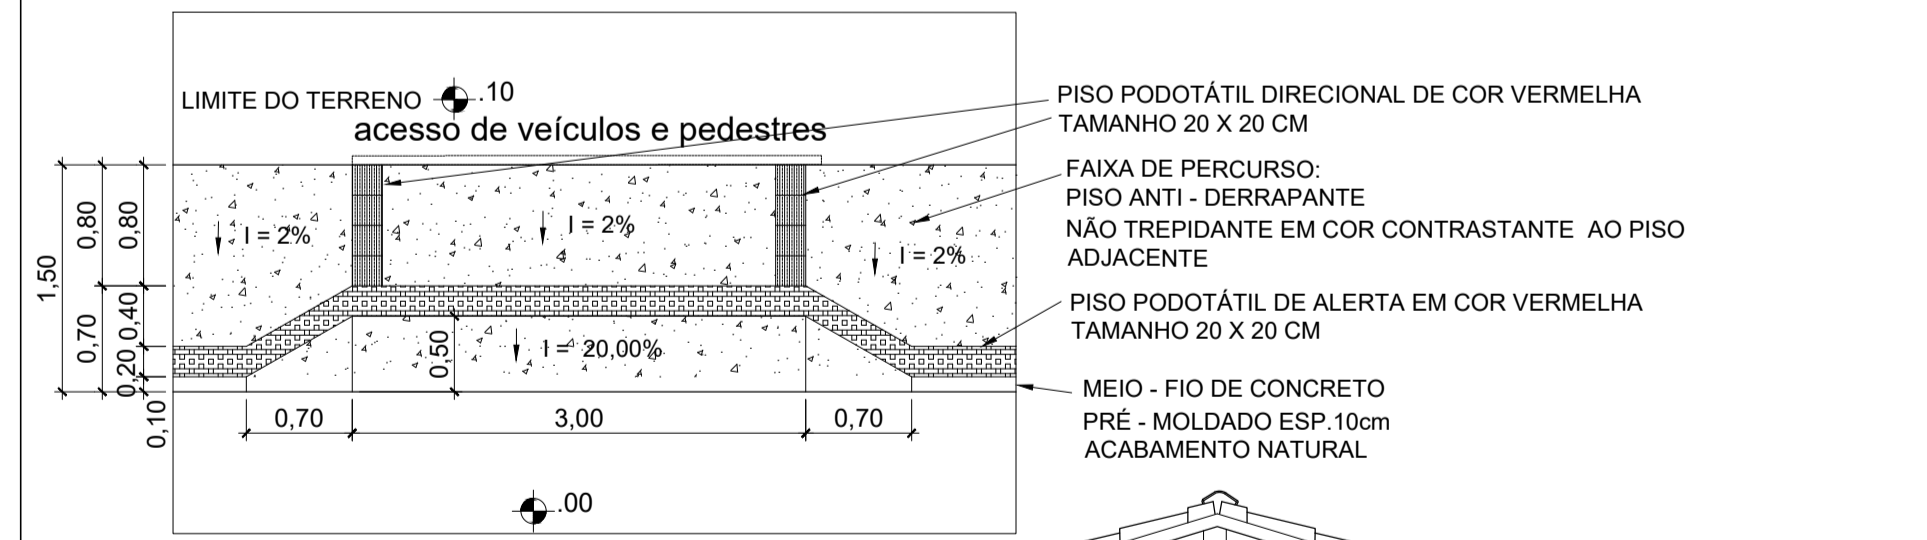 LIMITE DO TERRENO .10
acesso de veículos e pedestres
PISO PODOTÁTIL DIRECIONAL DE COR VERMELHA
TAMANHO 20 X 20 CM
FAIXA DE PERCURSO:
PISO ANTI - DERRAPANTE
NÃO TREPIDANTE EM COR CONTRASTANTE AO PISO
ADJACENTE
PISO PODOTÁTIL DE ALERTA EM COR VERMELHA
TAMANHO 20 X 20 CM
MEIO - FIO DE CONCRETO
PRÉ - MOLDADO ESP.10cm
ACABAMENTO NATURAL
1,50
0,80
0,70
0,80
0,40
0,20
0,10
I = 2%
I = 2%
I = 2%
I = 20,00%
0,50
0,70
3,00
0,70
.00